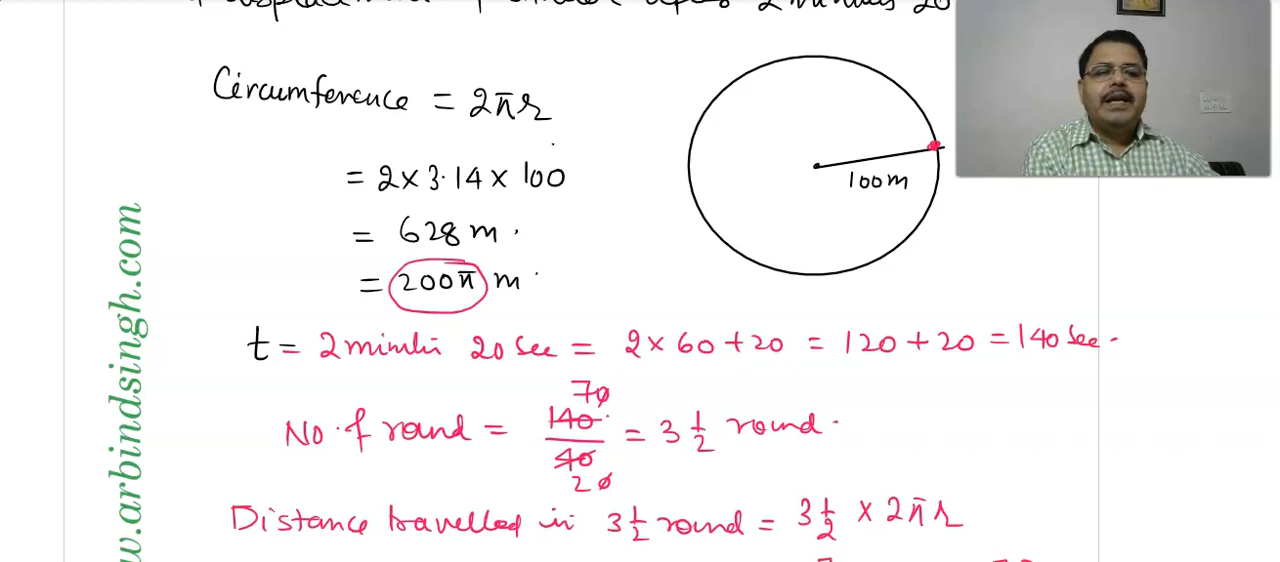 displacement
Circumference = 2πr
= 2 × 3.14 × 100
= 628 m.
= 200π m.
100m
t = 2 minutes 20 sec = 2 × 60 + 20 = 120 + 20 = 140 sec.
70
No. of round = 140/40 = 3 1/2 round.
20
Distance travelled in 3 1/2 round = 3 1/2 × 2πr
w.arbindsingh.com